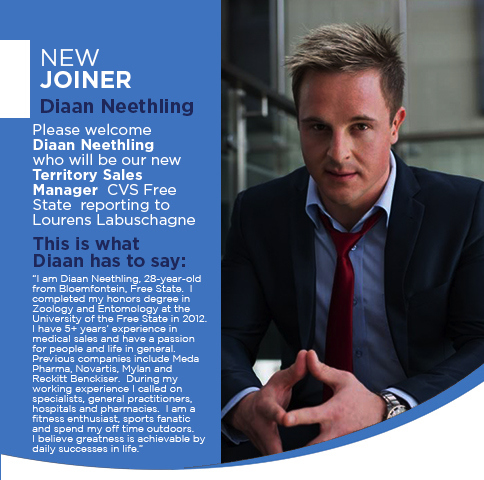 NEW
JOINER
Diaan Neethling
Please welcome
Diaan Neethling
who will be our new
Territory Sales
Manager CVS Free
State reporting to
Lourens Labuschagne
This is what
Diaan has to say:
"I am Diaan Neethling, 28-year-old
from Bloemfontein, Free State. I
completed my honors degree in
Zoology and Entomology at the
University of the Free State in 2012.
I have 5+ years' experience in
medical sales and have a passion
for people and life in general.
Previous companies include Meda
Pharma, Novartis, Mylan and
Reckitt Benckiser. During my
working experience I called on
specialists, general practitioners,
hospitals and pharmacies. I am a
fitness enthusiast, sports fanatic
and spend my off time outdoors.
I believe greatness is achievable by
daily successes in life."